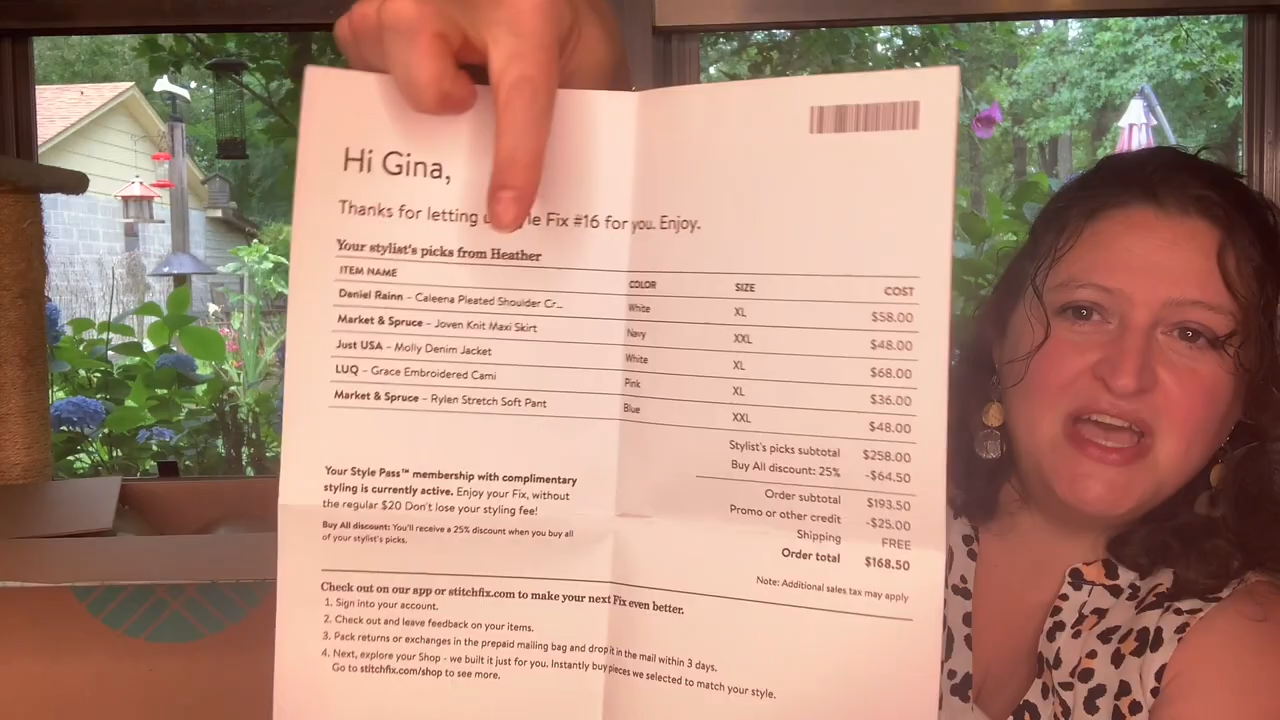 Hi Gina,
Thanks for letting le Fix #16 for you. Enjoy.
Your stylist's picks from Heather
ITEM NAME COLOR SIZE COST
Daniel Rainn – Caleena Pleated Shoulder Cr... White XL $58.00
Market & Spruce – Joven Knit Maxi Skirt Navy XXL $48.00
Just USA – Molly Denim Jacket White XL $68.00
LUQ – Grace Embroidered Cami Pink XL $36.00
Market & Spruce – Rylen Stretch Soft Pant Blue XXL $48.00
Stylist's picks subtotal $258.00
Buy All discount: 25% -$64.50
Order subtotal $193.50
Promo or other credit -$25.00
Shipping FREE
Order total $168.50
Note: Additional sales tax may apply
Your Style Pass™ membership with complimentary
styling is currently active. Enjoy your Fix, without
the regular $20 Don't lose your styling fee!
Buy All discount: You'll receive a 25% discount when you buy all
of your stylist's picks.
Check out on our app or stitchfix.com to make your next Fix even better.
1. Sign into your account.
2. Check out and leave feedback on your items.
3. Pack returns or exchanges in the prepaid mailing bag and drop it in the mail within 3 days.
4. Next, explore your Shop - we built it just for you. Instantly buy pieces we selected to match your style.
Go to stitchfix.com/shop to see more.